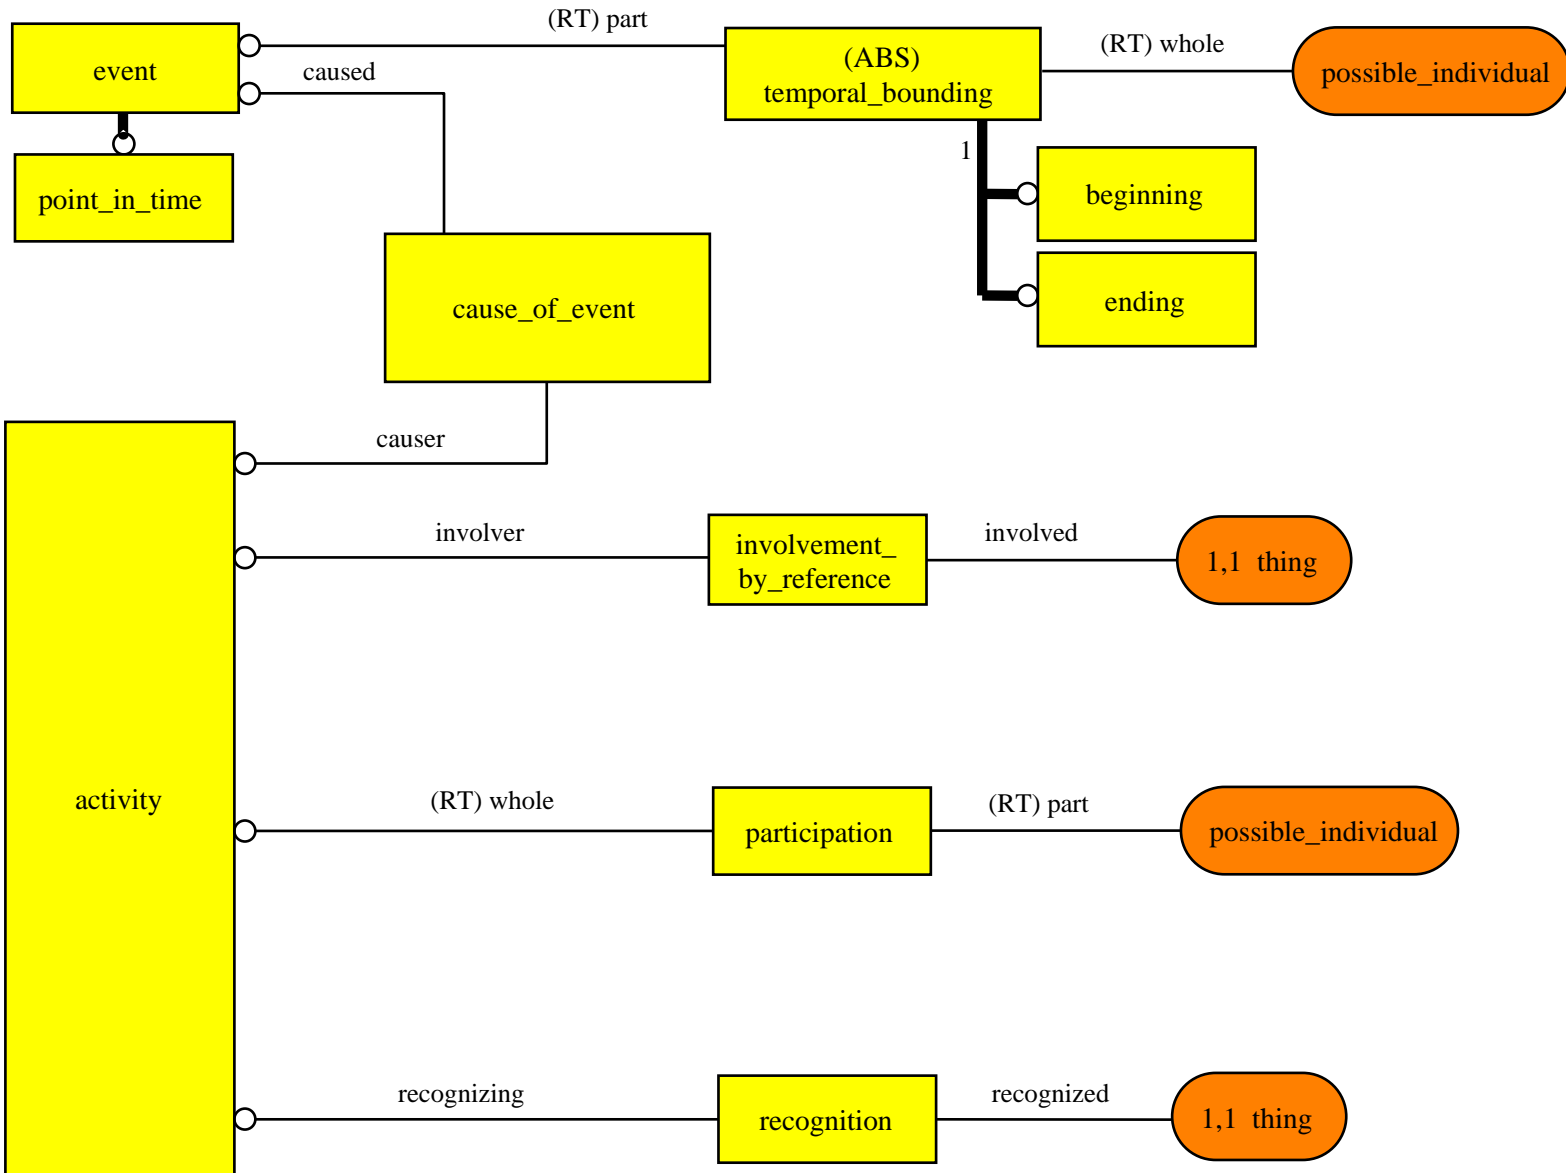 (RT) part
event
caused
(ABS)
temporal_bounding
(RT) whole
possible_individual
point_in_time
1
beginning
cause_of_event
ending
causer
involver
involvement_
by_reference
involved
1,1 thing
activity
(RT) whole
participation
(RT) part
possible_individual
recognizing
recognition
recognized
1,1 thing